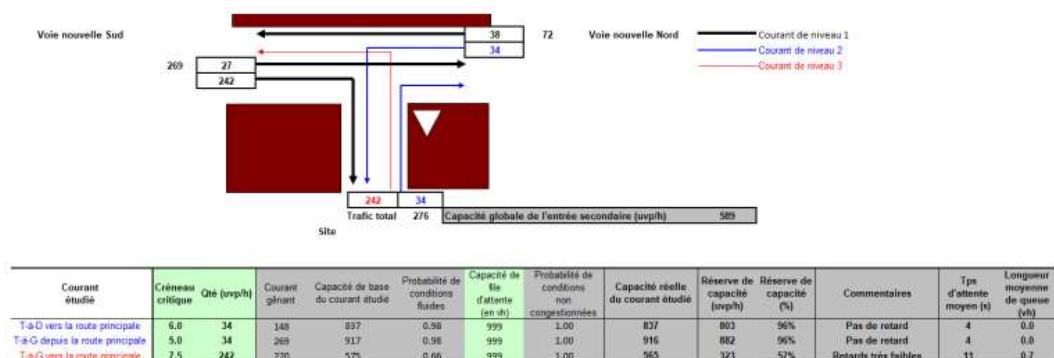 Voie nouvelle Sud
38
72
Voie nouvelle Nord
Courant de niveau 1
34
Courant de niveau 2
Courant de niveau 3
269
27
242
242
34
Trafic total 276 Capacité globale de l'entrée secondaire (uvp/h) 589
Site
Courant étudié
Créneau critique
Qté (uvp/h)
Courant gênant
Capacité de base du courant étudié
Probabilité de conditions fluides
Capacité de file d'attente (en vh)
Probabilité de conditions non congestionnées
Capacité réelle du courant étudié
Réserve de capacité (uvp/h)
Réserve de capacité (%)
Commentaires
Tps d'attente moyen (s)
Longueur moyenne de queue (vh)
T-à-D vers la route principale 6.0 34 148 837 0.98 999 1.00 837 803 96% Pas de retard 4 0.0
T-à-G depuis la route principale 5.0 34 269 917 0.98 999 1.00 916 882 96% Pas de retard 4 0.0
T-à-G vers la route principale 7.5 242 220 575 0.66 999 1.00 565 323 57% Retards très faibles 11 0.7